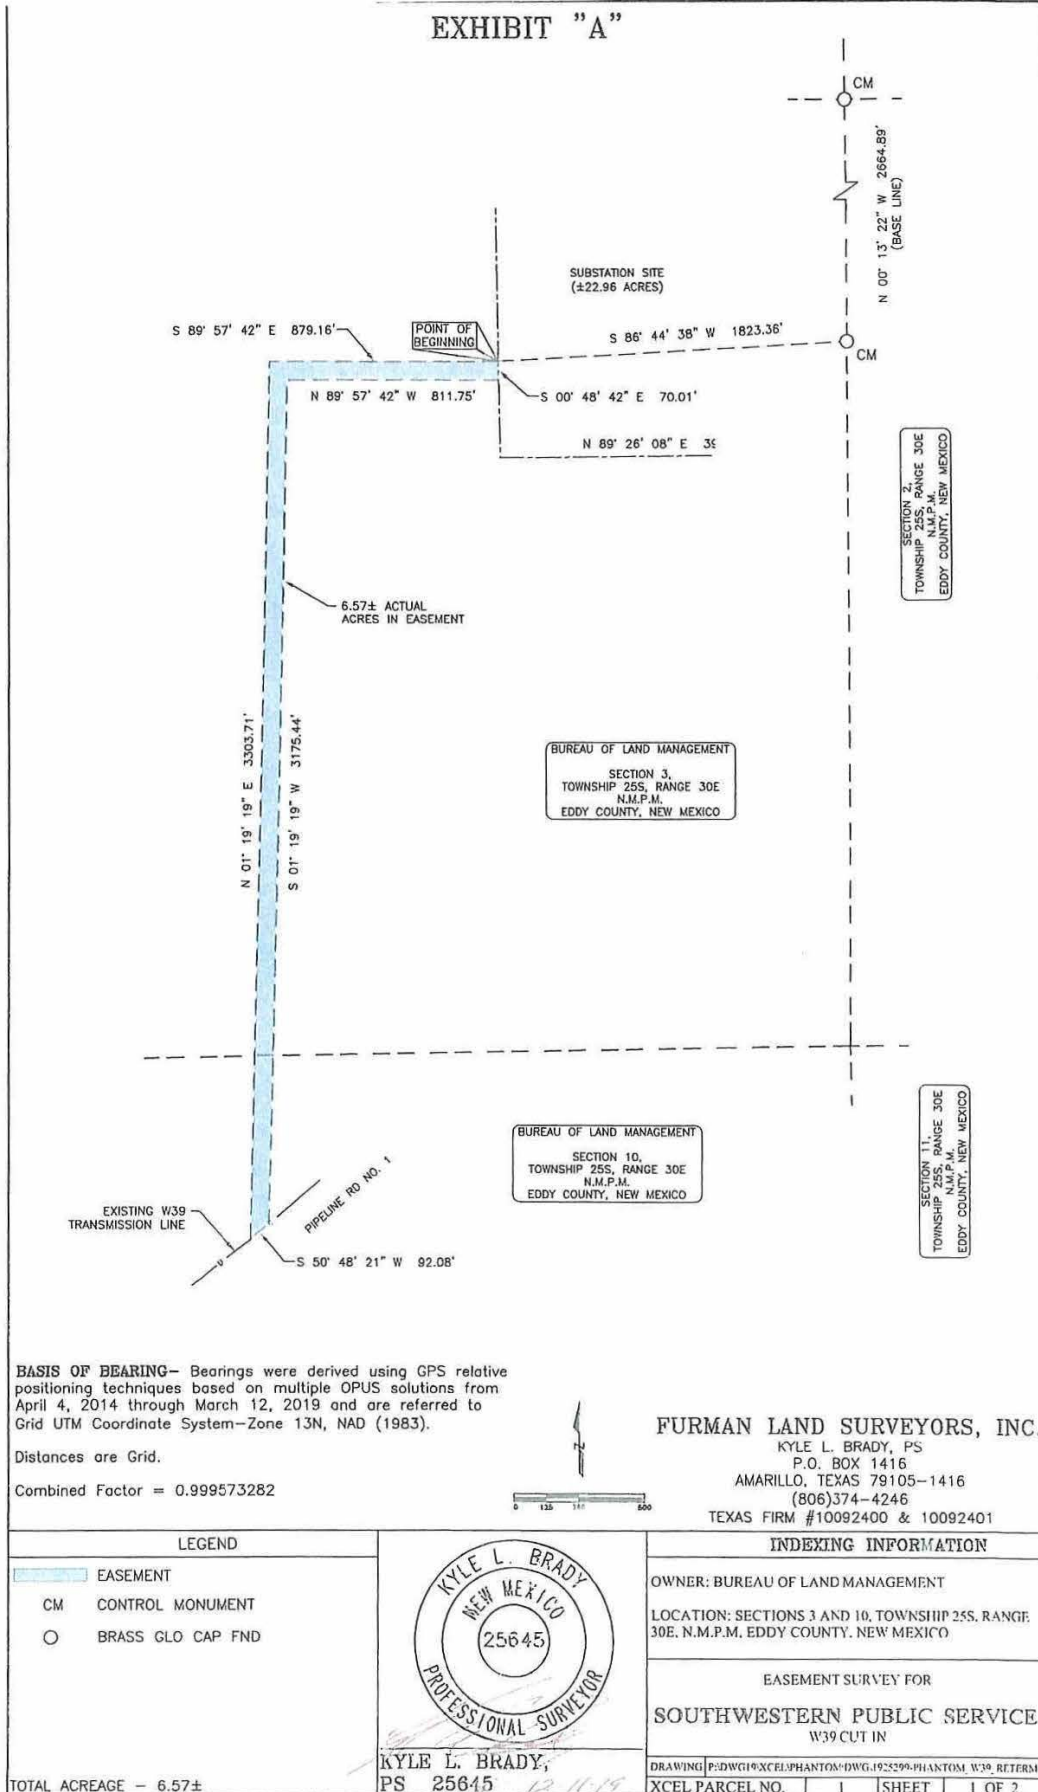 EXHIBIT "A"
CM
N 00° 13' 22" W 2664.89'
(BASE LINE)
SUBSTATION SITE
(±22.96 ACRES)
S 89° 57' 42" E 879.16'
POINT OF
BEGINNING
S 86° 44' 38" W 1823.36'
CM
N 89° 57' 42" W 811.75'
S 00° 48' 42" E 70.01'
N 89° 26' 08" E
SECTION 2,
TOWNSHIP 25S, RANGE 30E
N.M.P.M.
EDDY COUNTY, NEW MEXICO
6.57± ACTUAL
ACRES IN EASEMENT
N 01° 19' 19" E 3303.71'
S 01° 19' 19" W 3175.44'
BUREAU OF LAND MANAGEMENT
SECTION 3,
TOWNSHIP 25S, RANGE 30E
N.M.P.M.
EDDY COUNTY, NEW MEXICO
BUREAU OF LAND MANAGEMENT
SECTION 10,
TOWNSHIP 25S, RANGE 30E
N.M.P.M.
EDDY COUNTY, NEW MEXICO
SECTION 11,
TOWNSHIP 25S, RANGE 30E
N.M.P.M.
EDDY COUNTY, NEW MEXICO
PIPELINE RD NO. 1
EXISTING W39
TRANSMISSION LINE
S 50° 48' 21" W 92.08'
BASIS OF BEARING- Bearings were derived using GPS relative
positioning techniques based on multiple OPUS solutions from
April 4, 2014 through March 12, 2019 and are referred to
Grid UTM Coordinate System-Zone 13N, NAD (1983).
Distances are Grid.
Combined Factor = 0.999573282
N
0 125 500
FURMAN LAND SURVEYORS, INC.
KYLE L. BRADY, PS
P.O. BOX 1416
AMARILLO, TEXAS 79105-1416
(806)374-4246
TEXAS FIRM #10092400 & 10092401
LEGEND
EASEMENT
CM CONTROL MONUMENT
BRASS GLO CAP FND
TOTAL ACREAGE - 6.57±
KYLE L. BRADY
NEW MEXICO
25645
PROFESSIONAL SURVEYOR
KYLE L. BRADY,
PS 25645 12-11-19
INDEXING INFORMATION
OWNER: BUREAU OF LAND MANAGEMENT
LOCATION: SECTIONS 3 AND 10, TOWNSHIP 25S, RANGE
30E, N.M.P.M. EDDY COUNTY, NEW MEXICO
EASEMENT SURVEY FOR
SOUTHWESTERN PUBLIC SERVICE
W39 CUT IN
DRAWING
XCEL PARCEL NO. 1 SHEET 1 OF 2